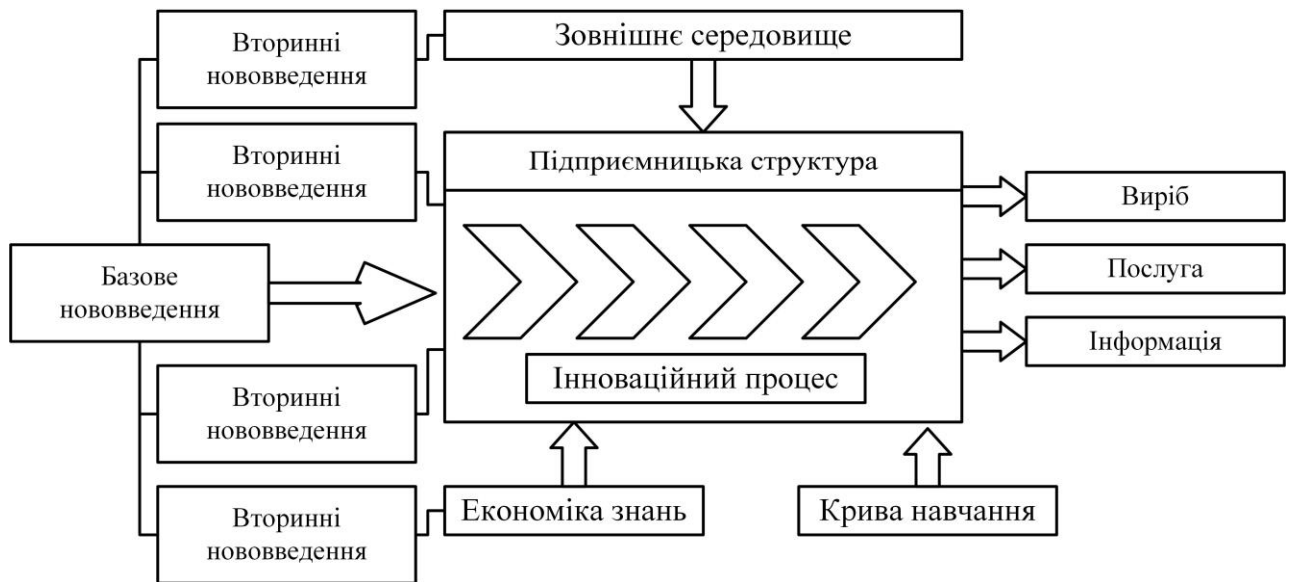 Вторинні
нововведення
Зовнішнє середовище
Вторинні
нововведення
Підприємницька структура
Виріб
Базове
нововведення
Послуга
Інформація
Вторинні
нововведення
Інноваційний процес
Вторинні
нововведення
Економіка знань
Крива навчання